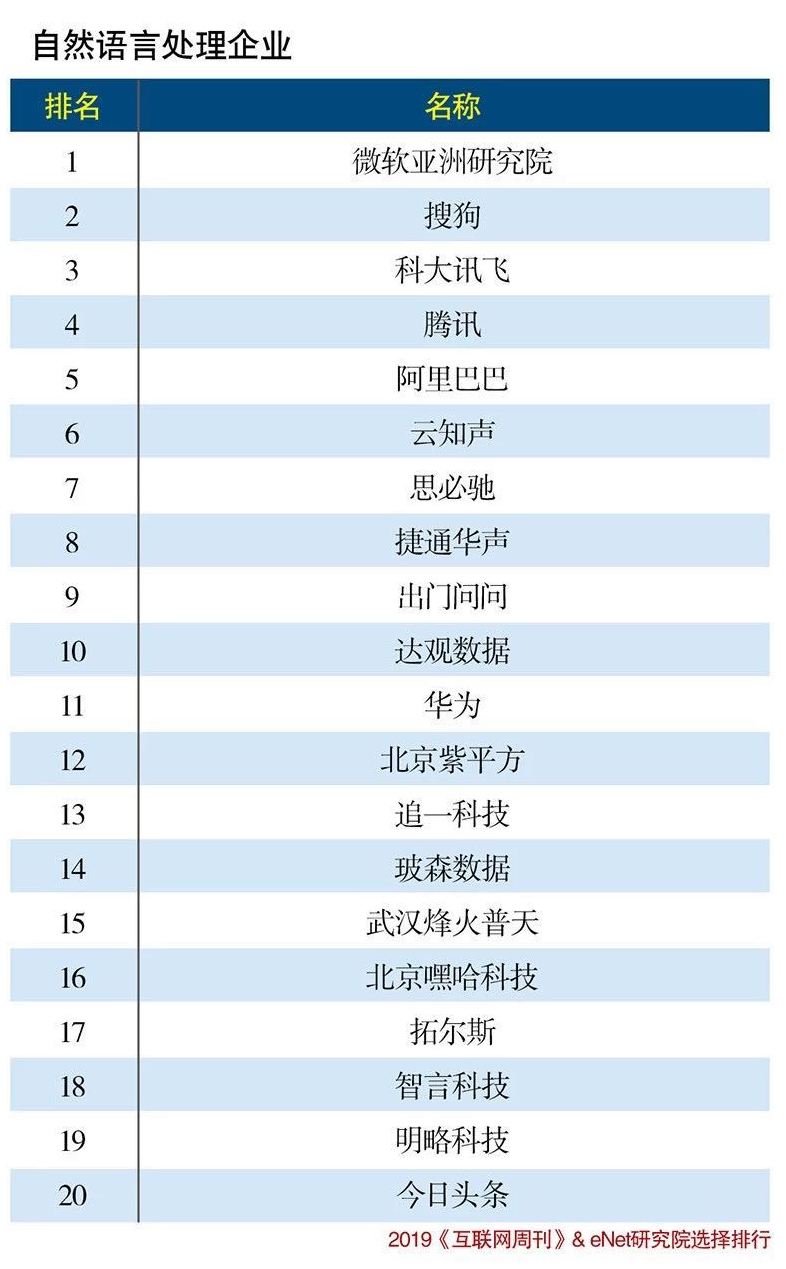 自然语言处理企业
排名 名称
1 微软亚洲研究院
2 搜狗
3 科大讯飞
4 腾讯
5 阿里巴巴
6 云知声
7 思必驰
8 捷通华声
9 出门问问
10 达观数据
11 华为
12 北京紫平方
13 追一科技
14 玻森数据
15 武汉烽火普天
16 北京嘿哈科技
17 拓尔斯
18 智言科技
19 明略科技
20 今日头条
2019《互联网周刊》& eNet研究院选择排行